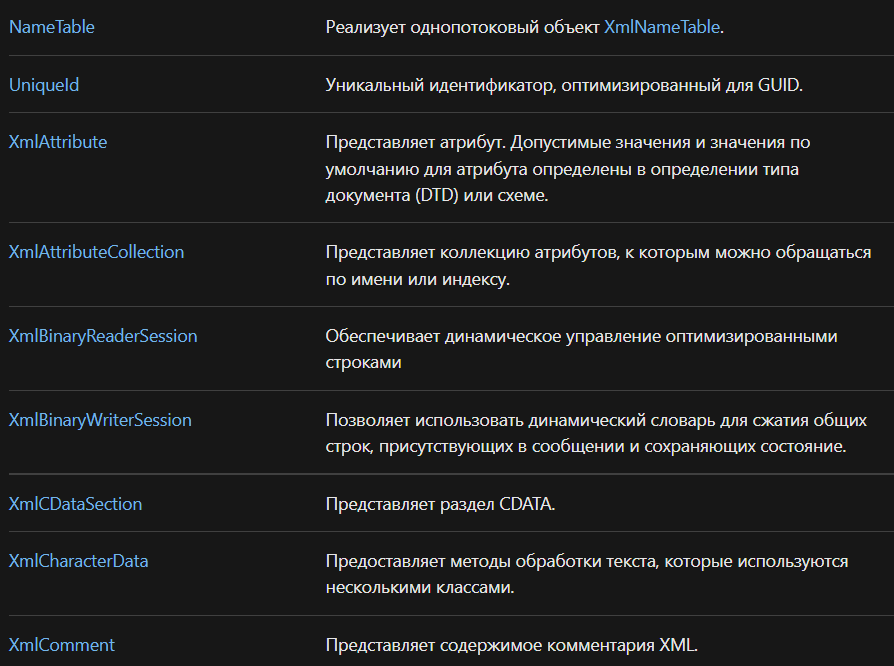 NameTable Реализует однопотоковый объект XmlNameTable.
UniqueId Уникальный идентификатор, оптимизированный для GUID.
XmlAttribute Представляет атрибут. Допустимые значения и значения по
умолчанию для атрибута определены в определении типа
документа (DTD) или схеме.
XmlAttributeCollection Представляет коллекцию атрибутов, к которым можно обращаться
по имени или индексу.
XmlBinaryReaderSession Обеспечивает динамическое управление оптимизированными
строками
XmlBinaryWriterSession Позволяет использовать динамический словарь для сжатия общих
строк, присутствующих в сообщении и сохраняющих состояние.
XmlCDataSection Представляет раздел CDATA.
XmlCharacterData Предоставляет методы обработки текста, которые используются
несколькими классами.
XmlComment Представляет содержимое комментария XML.